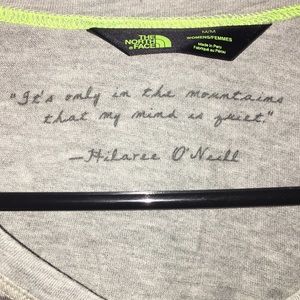 THE
NORTH
FACE
M/M
WOMENS/FEMMES
Made in Peru
Fabriqué au Pérou
"It's only in the mountains
that my mind is quiet."
—Hilaree O'Neill